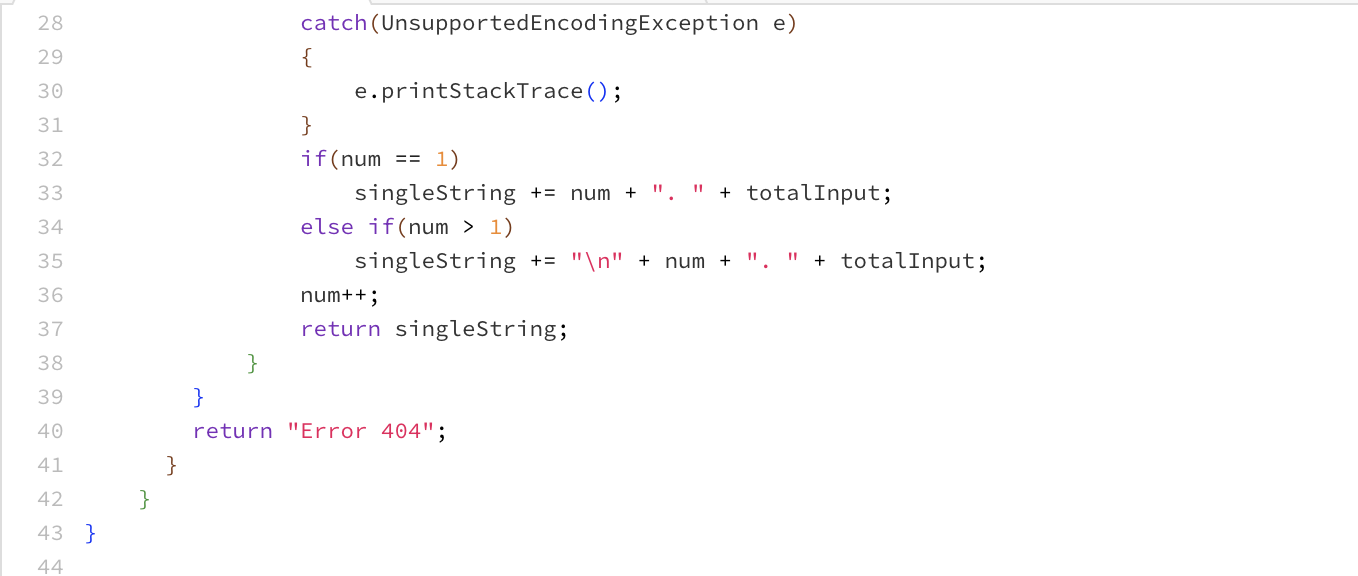 28 catch(UnsupportedEncodingException e)
29 {
30 e.printStackTrace();
31 }
32 if(num == 1)
33 singleString += num + ". " + totalInput;
34 else if(num > 1)
35 singleString += "\n" + num + ". " + totalInput;
36 num++;
37 return singleString;
38 }
39 }
40 return "Error 404";
41 }
42 }
43 }
44